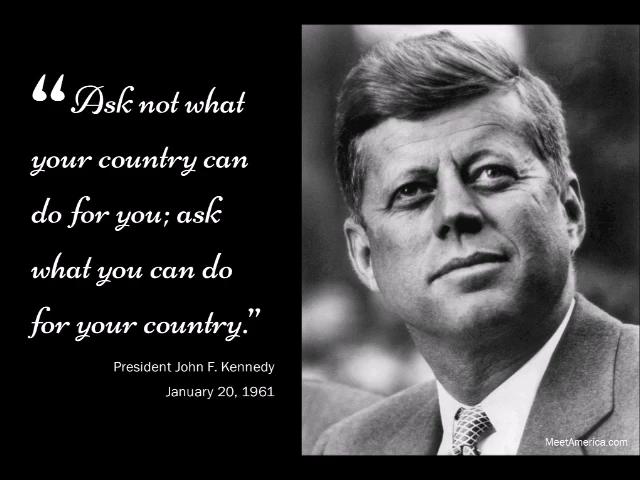 “Ask not what
your country can
do for you; ask
what you can do
for your country.”
President John F. Kennedy
January 20, 1961
MeetAmerica.com